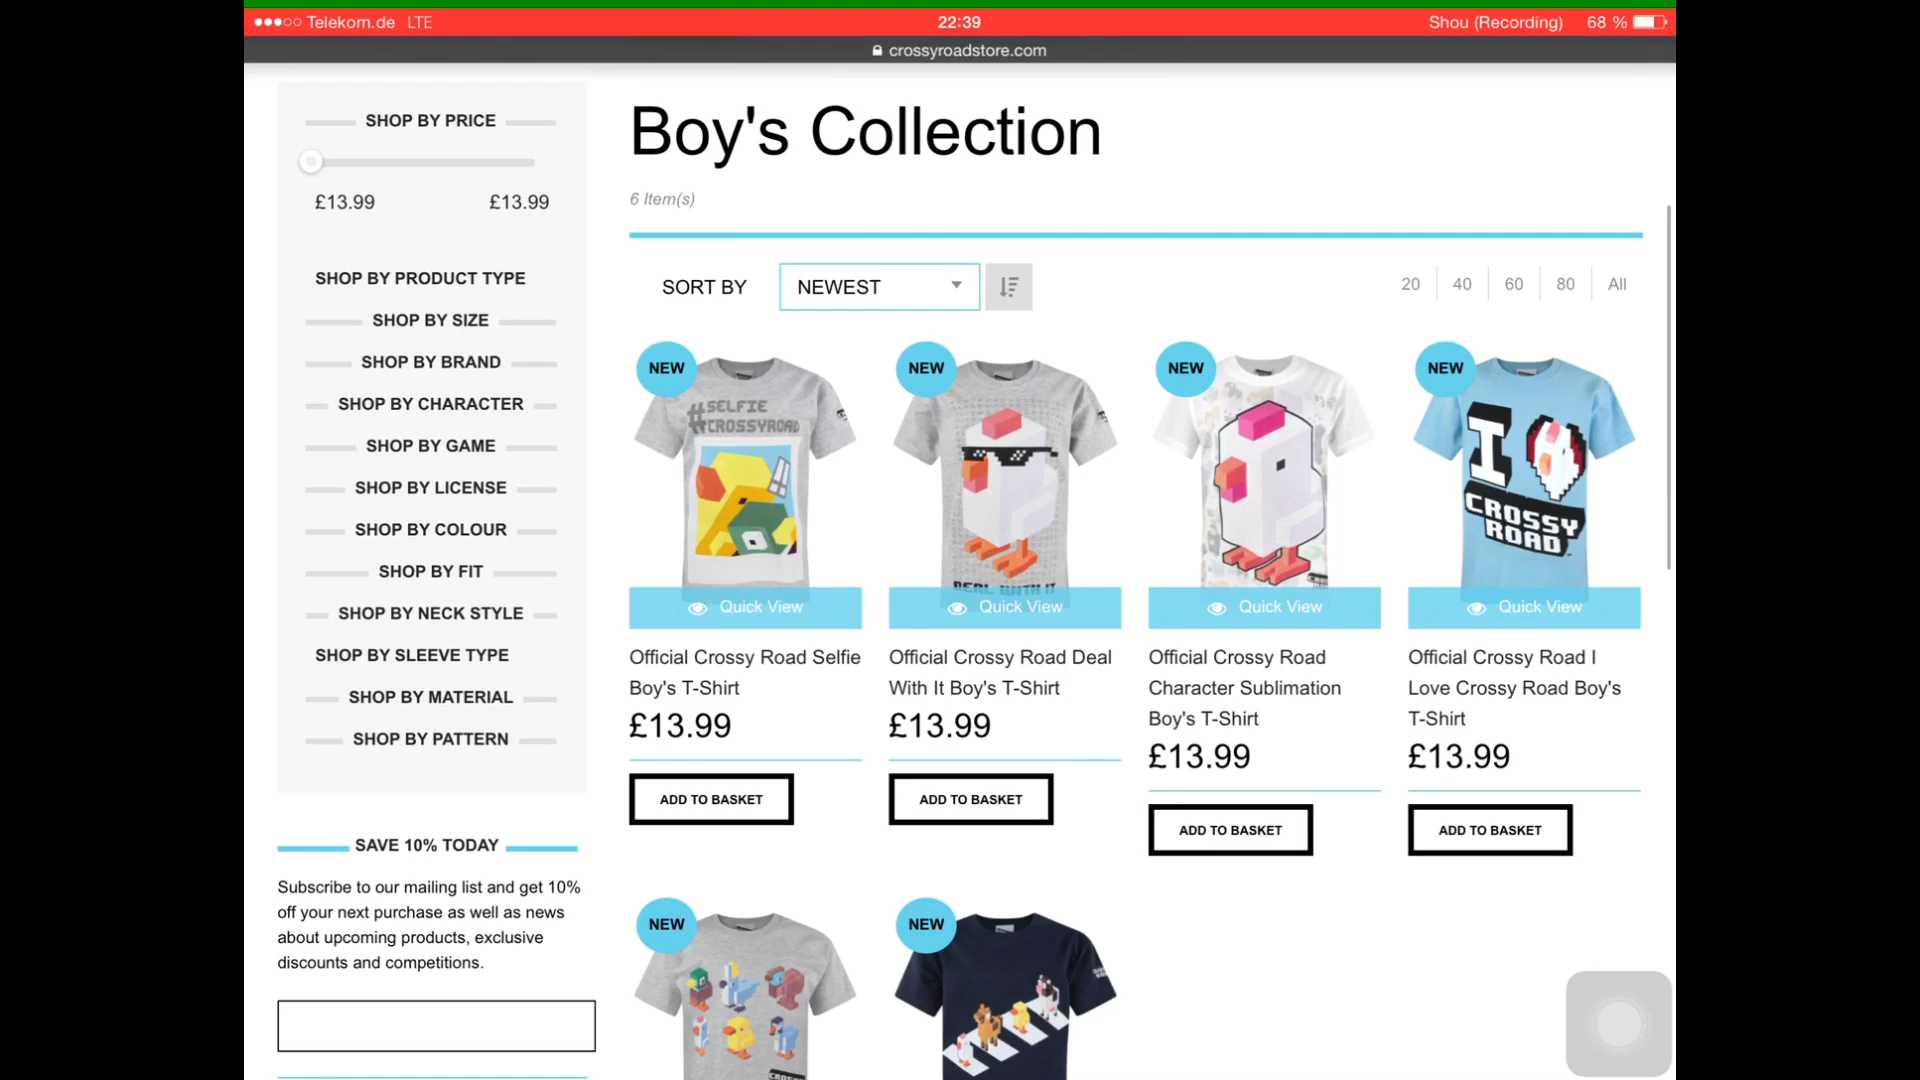 Telekom.de LTE
22:39
Shou (Recording) 68 %
crossyroadstore.com
SHOP BY PRICE
£13.99 £13.99
SHOP BY PRODUCT TYPE
SHOP BY SIZE
SHOP BY BRAND
SHOP BY CHARACTER
SHOP BY GAME
SHOP BY LICENSE
SHOP BY COLOUR
SHOP BY FIT
SHOP BY NECK STYLE
SHOP BY SLEEVE TYPE
SHOP BY MATERIAL
SHOP BY PATTERN
SAVE 10% TODAY
Subscribe to our mailing list and get 10%
off your next purchase as well as news
about upcoming products, exclusive
discounts and competitions.
Boy's Collection
6 Item(s)
SORT BY NEWEST
20 40 60 80 All
NEW
#SELFIE
#CROSSYROAD
Quick View
Official Crossy Road Selfie
Boy's T-Shirt
£13.99
ADD TO BASKET
NEW
DEAL WITH IT
Quick View
Official Crossy Road Deal
With It Boy's T-Shirt
£13.99
ADD TO BASKET
NEW
Quick View
Official Crossy Road
Character Sublimation
Boy's T-Shirt
£13.99
ADD TO BASKET
NEW
I
CROSSY
ROAD
Quick View
Official Crossy Road I
Love Crossy Road Boy's
T-Shirt
£13.99
ADD TO BASKET
NEW
CROSSY
NEW